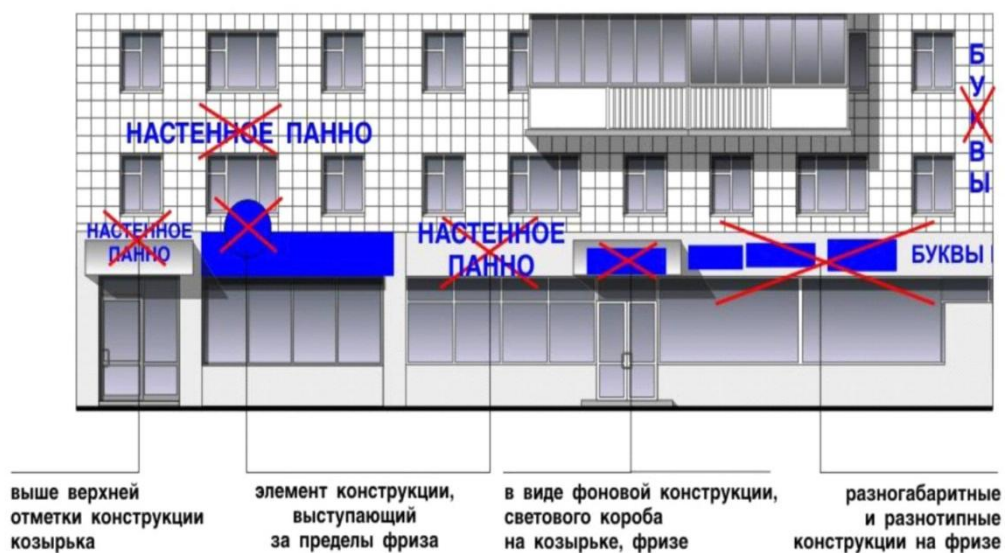 НАСТЕННОЕ ПАННО
БУКВЫ
НАСТЕННОЕ
ПАННО
НАСТЕННОЕ
ПАННО
БУКВЫ
выше верхней
отметки конструкции
козырька
элемент конструкции,
выступающий
за пределы фриза
в виде фоновой конструкции,
светового короба
на козырьке, фризе
разногабаритные
и разнотипные
конструкции на фризе